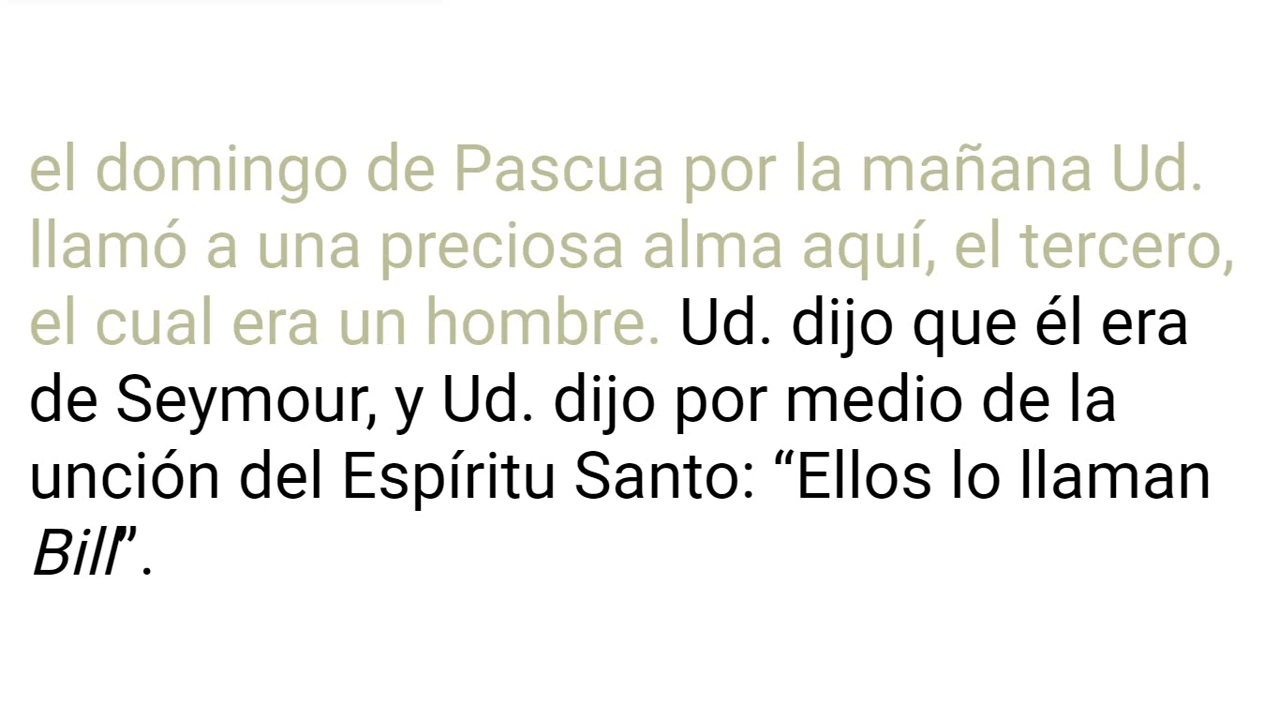 el domingo de Pascua por la mañana Ud.
llamó a una preciosa alma aquí, el tercero,
el cual era un hombre. Ud. dijo que él era
de Seymour, y Ud. dijo por medio de la
unción del Espíritu Santo: “Ellos lo llaman
Bill”.